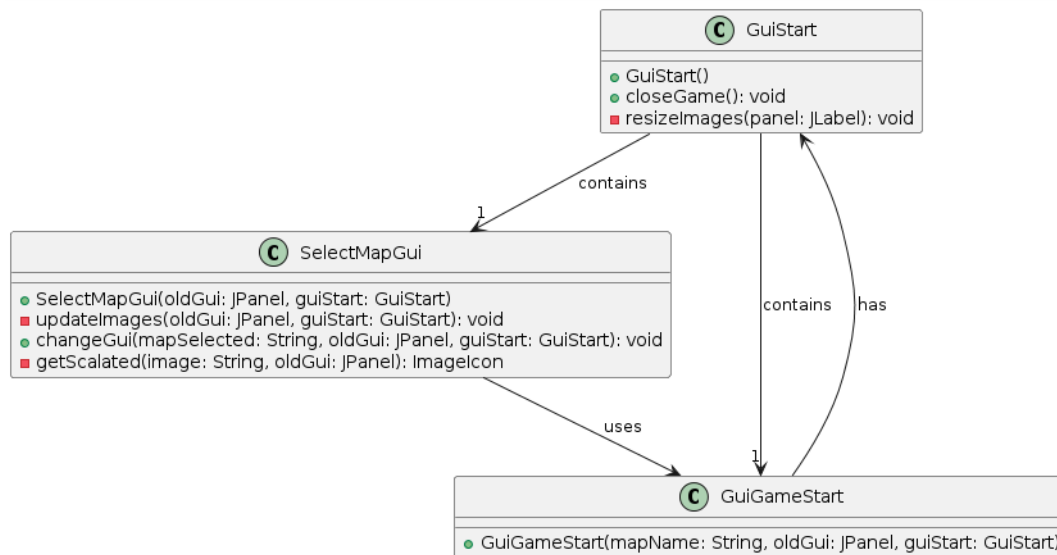 C GuiStart
GuiStart()
closeGame(): void
resizeImages(panel: JLabel): void
contains
1
C SelectMapGui
SelectMapGui(oldGui: JPanel, guiStart: GuiStart)
updateImages(oldGui: JPanel, guiStart: GuiStart): void
changeGui(mapSelected: String, oldGui: JPanel, guiStart: GuiStart): void
getScalated(image: String, oldGui: JPanel): ImageIcon
contains
has
uses
1
C GuiGameStart
GuiGameStart(mapName: String, oldGui: JPanel, guiStart: GuiStart)